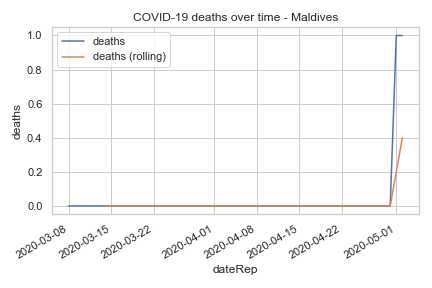 COVID-19 deaths over time - Maldives
deaths
deaths (rolling)
1.0
0.8
0.6
0.4
0.2
0.0
deaths
2020-03-08
2020-03-15
2020-03-22
2020-04-01
2020-04-08
2020-04-15
2020-04-22
2020-05-01
dateRep